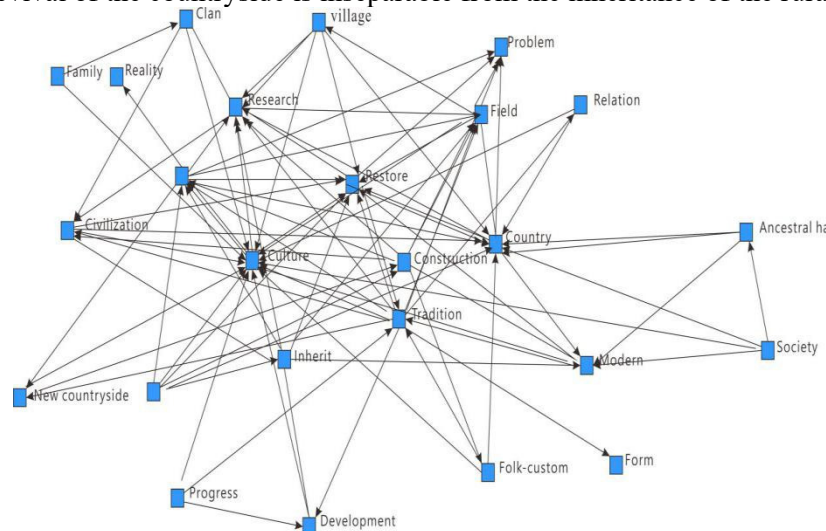 Clan
village
Problem
Family
Reality
Research
Field
Relation
Restore
Civilization
Culture
Construction
Country
Ancestral
Tradition
Society
Inherit
Modern
New countryside
Folk-custom
Form
Progress
Development